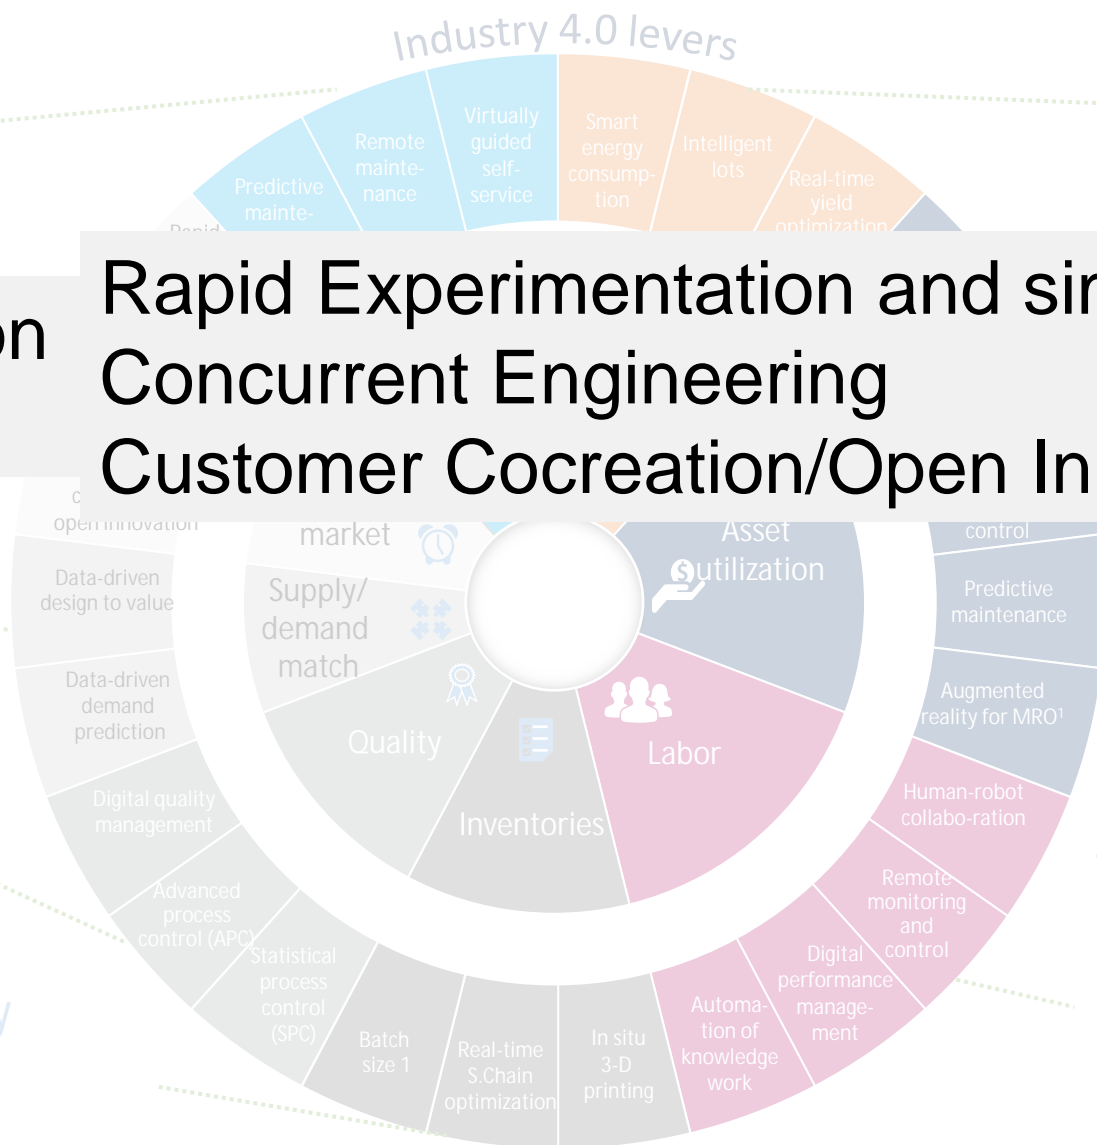 Industry 4.0 levers
Virtually
guided
self-
service
Smart
energy
consump-
tion
Remote
mainte-
nance
Intelligent
lots
Predictive
mainte-
Real-time
yield
optimization
Rapid
on
Rapid Experimentation and
Concurrent Engineering
Customer Cocreation/Open In
open innovation
market
Asset
utilization
control
Data-driven
design to value
Supply/
demand
match
Predictive
maintenance
Data-driven
demand
prediction
Augmented
reality for MRO¹
Quality
Labor
Inventories
Digital quality
management
Human-robot
collabo-ration
Advanced
process
control (APC)
Remote
monitoring
and
control
Statistical
process
control
(SPC)
Digital
performance
manage-
ment
Batch
size 1
Real-time
S.Chain
optimization
In situ
3-D
printing
Automa-
tion of
knowledge
work